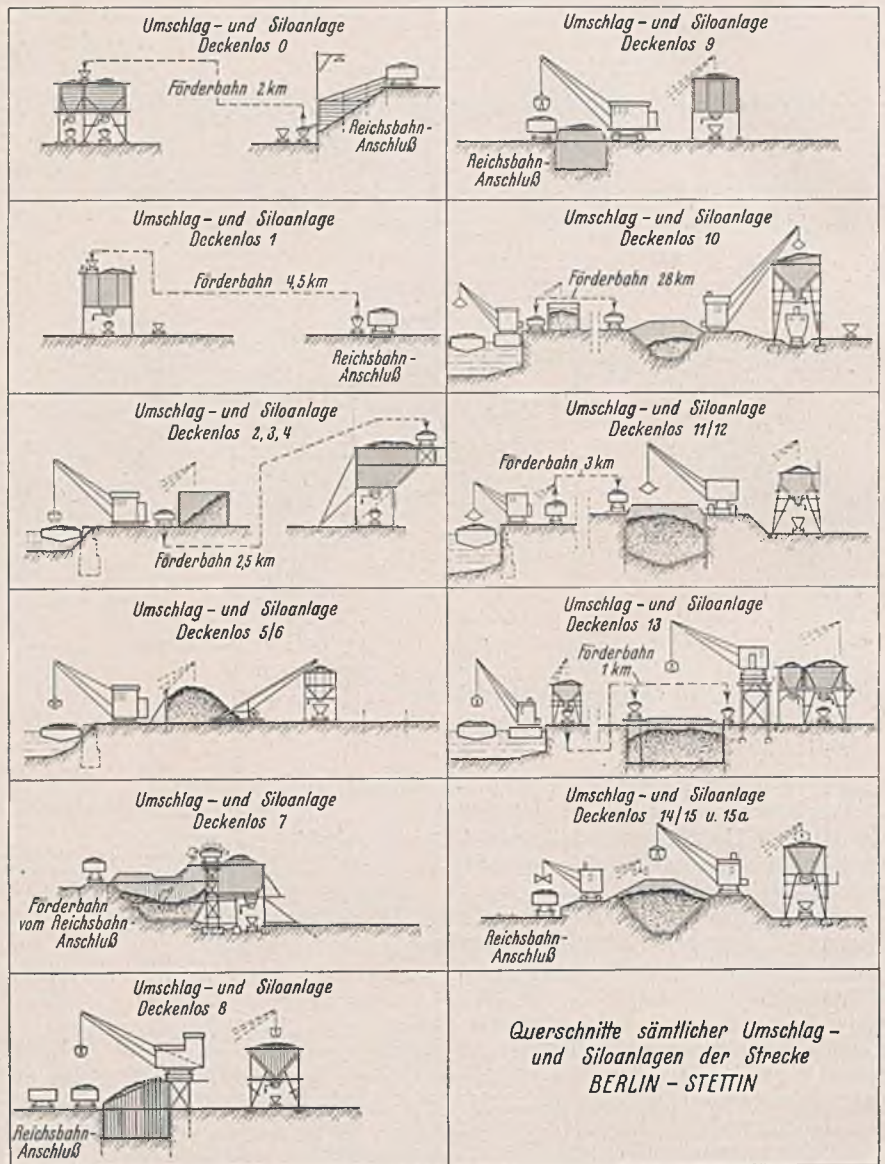 Umschlag- und Siloanlage
Deckenlos 0
Förderbahn 2 km
Reichsbahn-
Anschluß
Umschlag- und Siloanlage
Deckenlos 1
Förderbahn 4,5 km
Reichsbahn-
Anschluß
Umschlag- und Siloanlage
Deckenlos 2, 3, 4
Förderbahn 2,5 km
Umschlag- und Siloanlage
Deckenlos 5/6
Umschlag- und Siloanlage
Deckenlos 7
Förderbahn
vom Reichsbahn-
Anschluß
Umschlag- und Siloanlage
Deckenlos 8
Reichsbahn-
Anschluß
Umschlag- und Siloanlage
Deckenlos 9
Reichsbahn-
Anschluß
Umschlag- und Siloanlage
Deckenlos 10
Förderbahn 28 km
Umschlag- und Siloanlage
Deckenlos 11/12
Förderbahn 3 km
Umschlag- und Siloanlage
Deckenlos 13
Förderbahn
1 km
Umschlag- und Siloanlage
Deckenlos 14/15 u. 15a
Reichsbahn-
Anschluß
Querschnitte sämtlicher Umschlag-
und Siloanlagen der Strecke
BERLIN - STETTIN